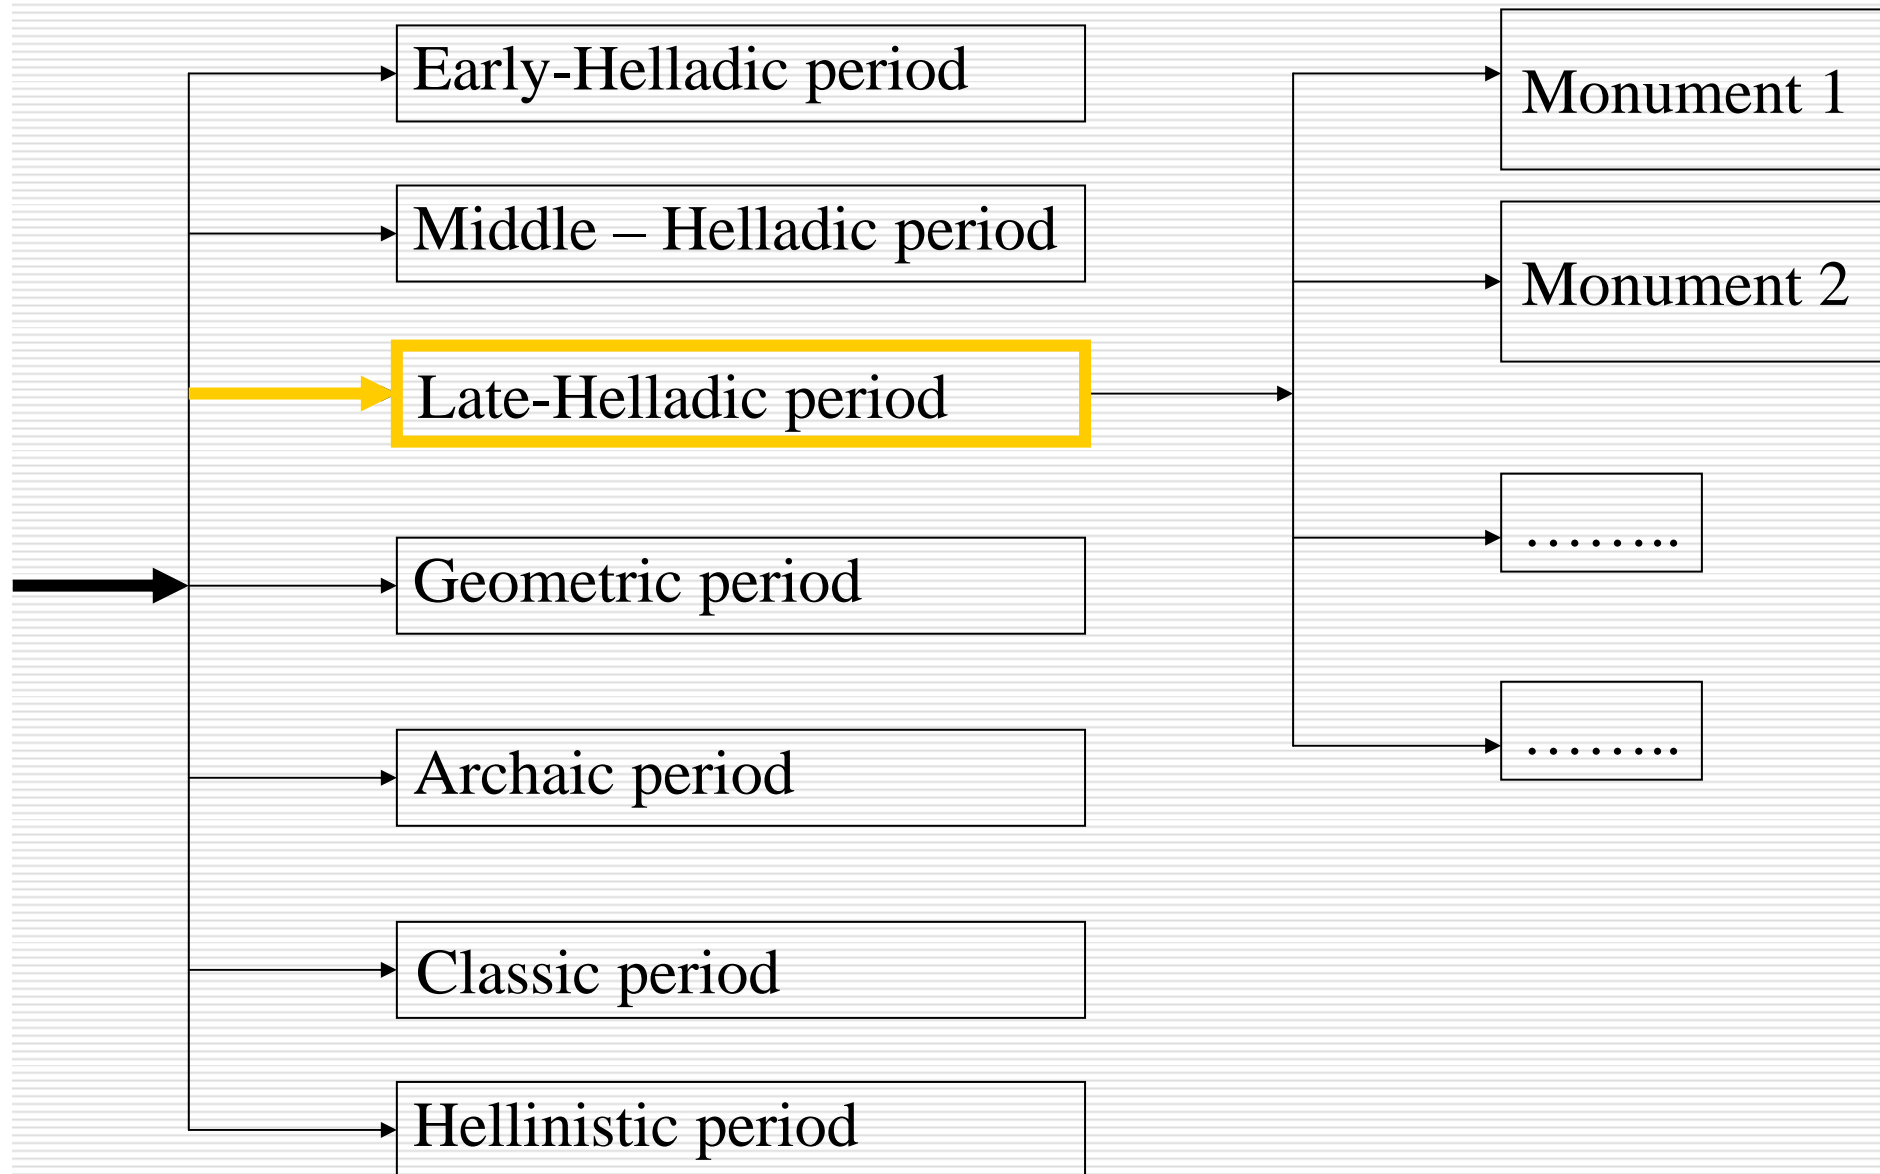 Early-Helladic period
Middle – Helladic period
Late-Helladic period
Geometric period
Archaic period
Classic period
Hellinistic period
Monument 1
Monument 2
……..
……..